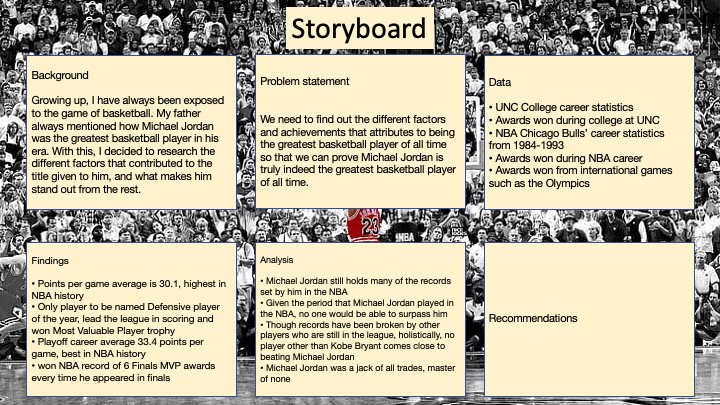 Storyboard
Background
Growing up, I have always been exposed
to the game of basketball. My father
always mentioned how Michael Jordan
was the greatest basketball player in his
era. With this, I decided to research the
different factors that contributed to the
title given to him, and what makes him
stand out from the rest.
Problem statement
We need to find out the different factors
and achievements that attributes to being
the greatest basketball player of all time
so that we can prove Michael Jordan is
truly indeed the greatest basketball player
of all time.
Data
• UNC College career statistics
• Awards won during college at UNC
• NBA Chicago Bulls' career statistics
from 1984-1993
• Awards won during NBA career
• Awards won from international games
such as the Olympics
23
NBA
Findings
• Points per game average is 30.1, highest in
NBA history
• Only player to be named Defensive player
of the year, lead the league in scoring and
won Most Valuable Player trophy
• Playoff career average 33.4 points per
game, best in NBA history
• won NBA record of 6 Finals MVP awards
every time he appeared in finals
Analysis
• Michael Jordan still holds many of the records
set by him in the NBA
• Given the period that Michael Jordan played in
the NBA, no one would be able to surpass him
• Though records have been broken by other
players who are still in the league, holistically, no
player other than Kobe Bryant comes close to
beating Michael Jordan
• Michael Jordan was a jack of all trades, master
of none
Recommendations